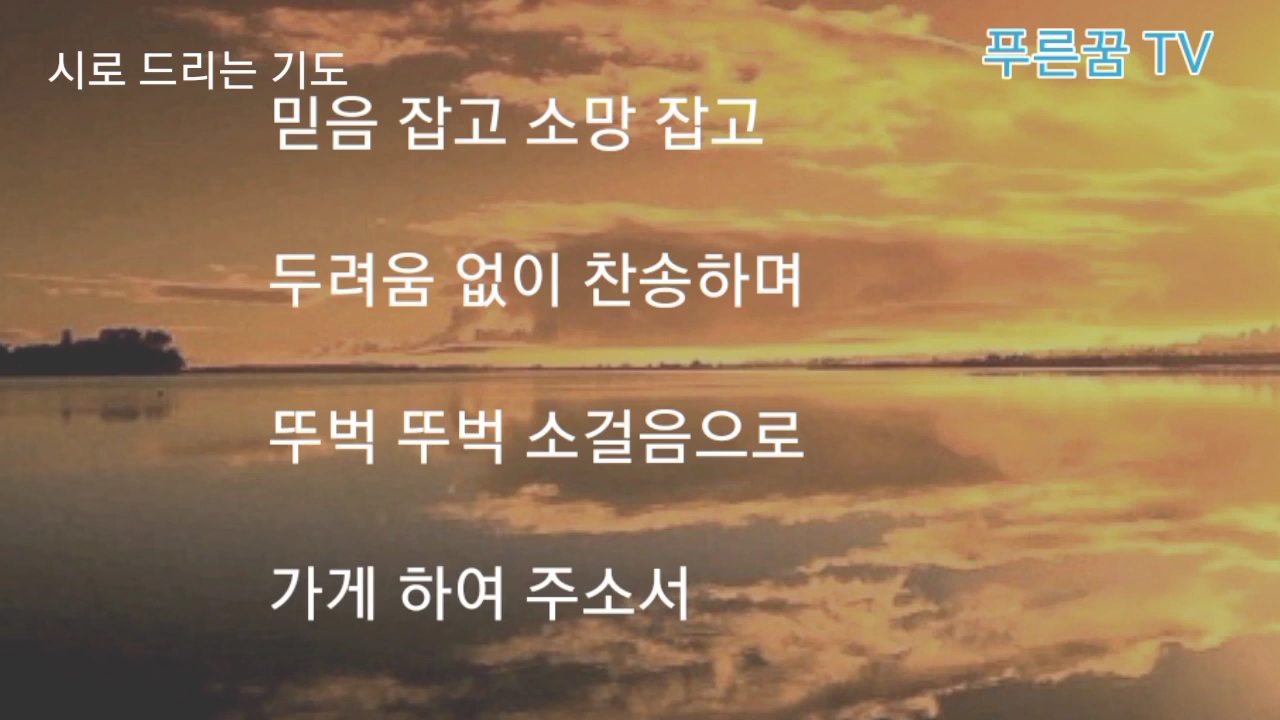 시로 드리는 기도
푸른꿈 TV
믿음 잡고 소망 잡고
두려움 없이 찬송하며
뚜벅 뚜벅 소걸음으로
가게 하여 주소서